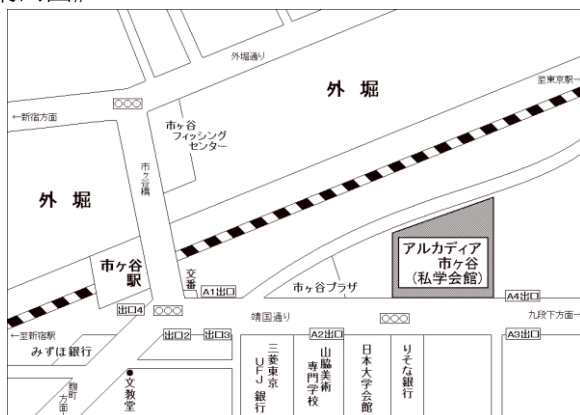 外堀通り
至東京駅→
外 堀
←新宿方面
市ヶ谷
フィッシング
センター
市ヶ谷橋
外 堀
市ヶ谷
駅
交番
アルカディア
市ヶ谷
(私学会館)
A1出口
市ヶ谷プラザ
A4出口
出口4
靖国通り
九段下方面→
←至新宿駅
出口2
出口3
A2出口
A3出口
みずほ銀行
麹町
方面
文教堂
三菱東京
UFJ銀行
山脇美術
専門学校
日本大学会館
りそな銀行